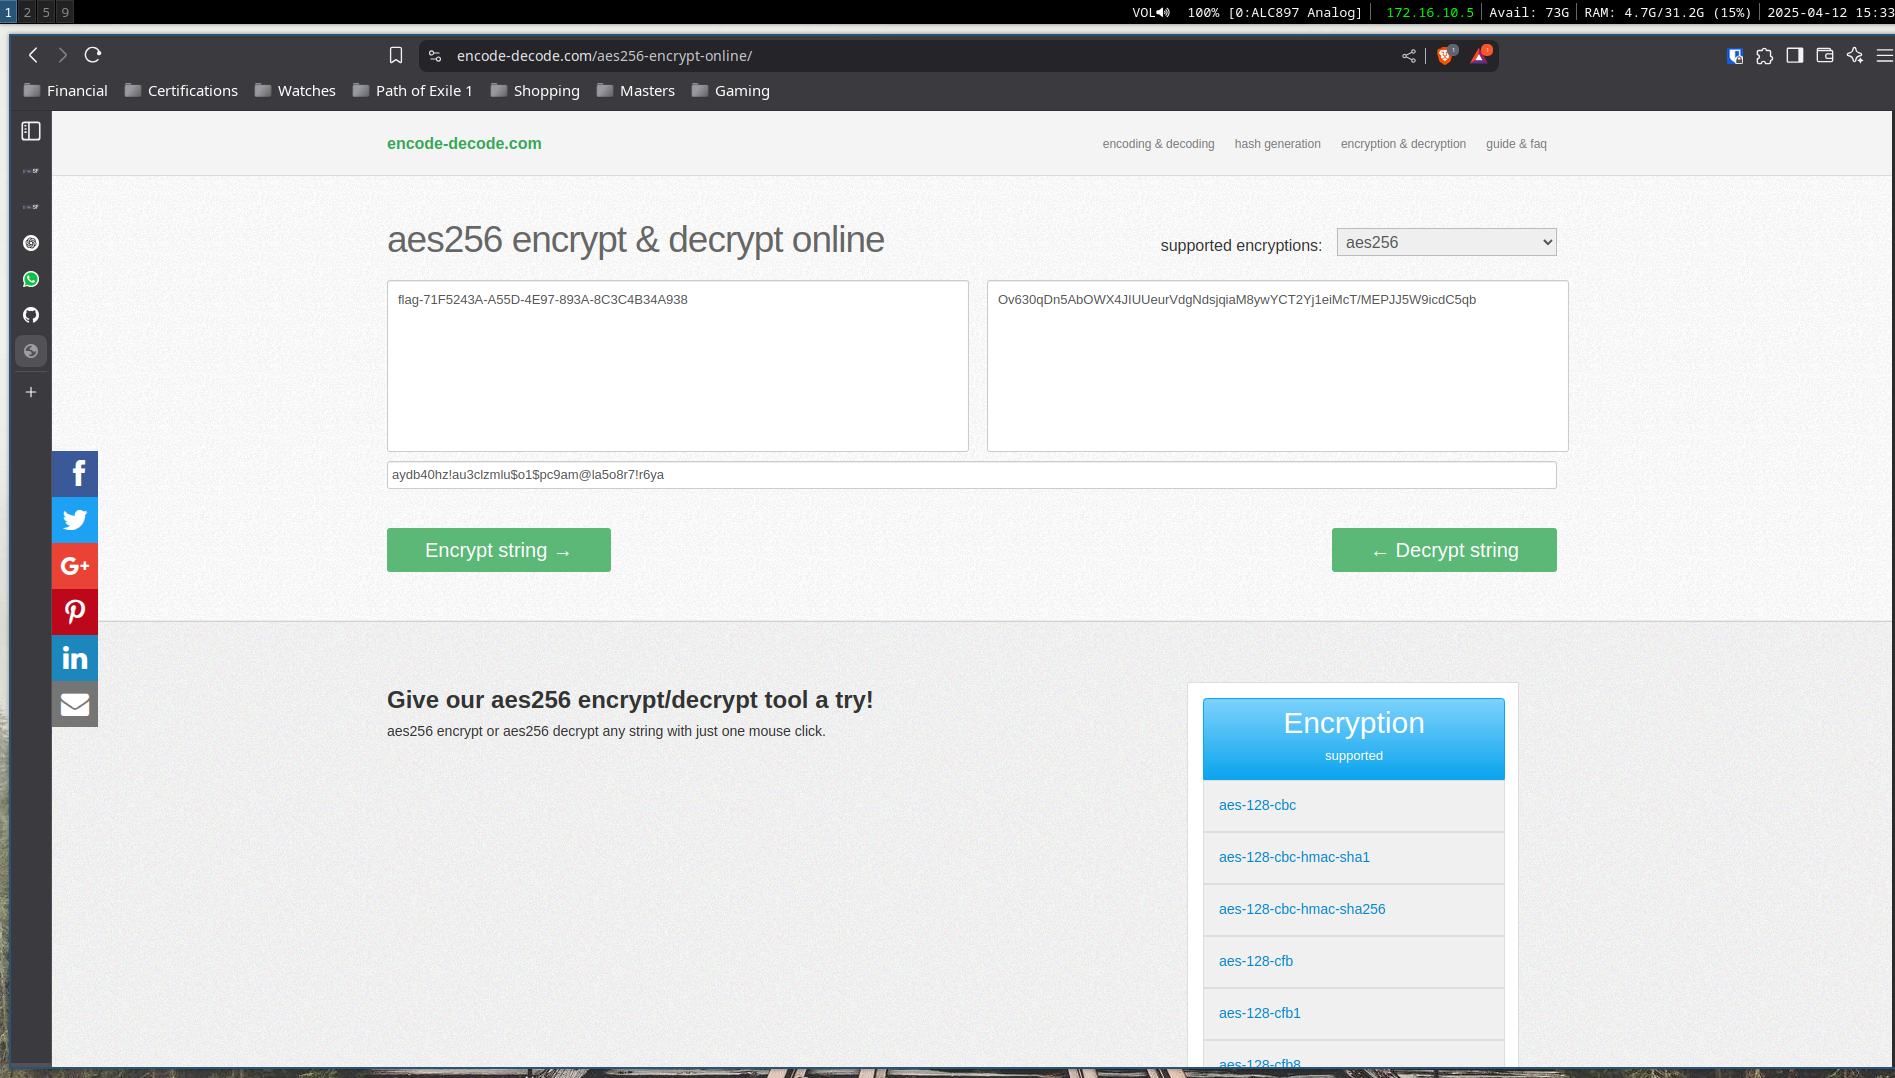 1 2 5 9 VOL 100% [0:ALC897 Analog] 172.16.10.5 Avail: 73G RAM: 4.7G/31.2G (15%) 2025-04-12 15:33
encode-decode.com/aes256-encrypt-online/
Financial Certifications Watches Path of Exile 1 Shopping Masters Gaming
encode-decode.com encoding & decoding hash generation encryption & decryption guide & faq
aes256 encrypt & decrypt online supported encryptions: aes256
flag-71F5243A-A55D-4E97-893A-8C3C4B34A938
Ov630qDn5AbOWX4JIUUeurVdgNdsjqiaM8ywYCT2Yj1eiMcT/MEPJJ5W9icdC5qb
aydb40hz!au3clzmlu$o1$pc9am@la5o8r7!r6ya
Encrypt string → ← Decrypt string
Give our aes256 encrypt/decrypt tool a try!
aes256 encrypt or aes256 decrypt any string with just one mouse click.
Encryption
supported
aes-128-cbc
aes-128-cbc-hmac-sha1
aes-128-cbc-hmac-sha256
aes-128-cfb
aes-128-cfb1
aes-128-cfb8